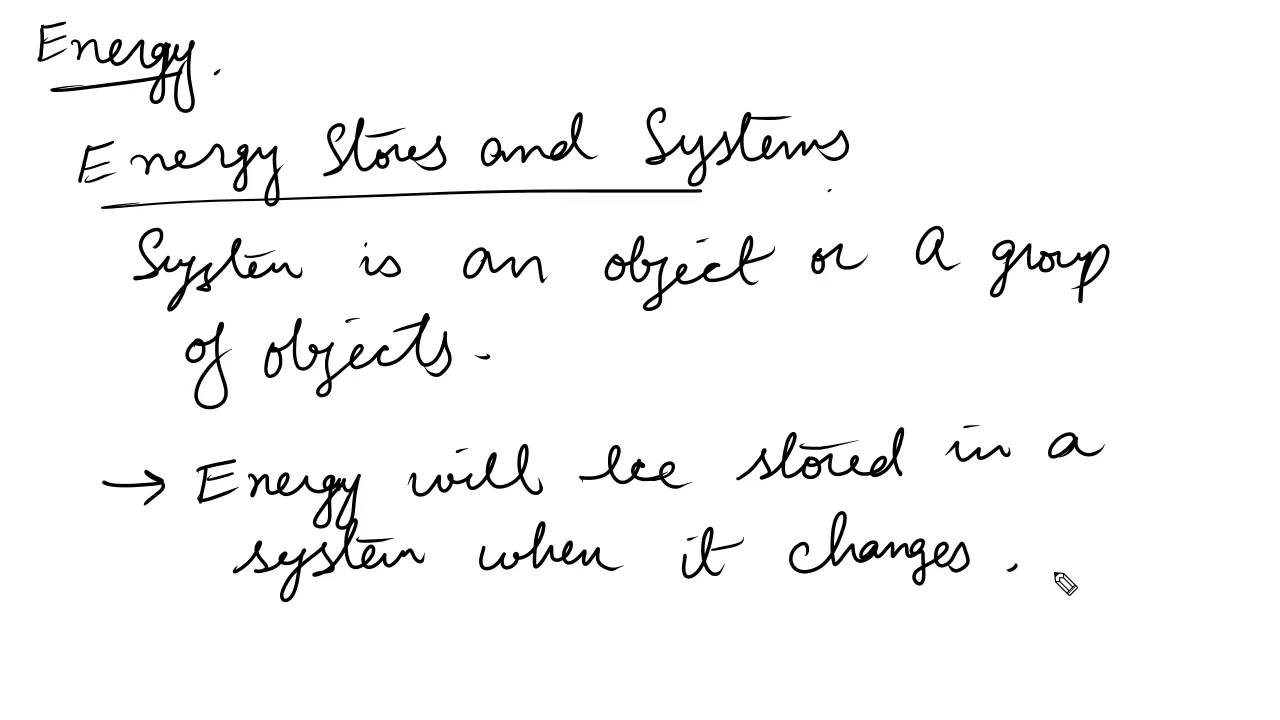 Energy.
Energy Stores and Systems
System is an object or a group
of objects.
→ Energy will be stored in a
system when it changes.